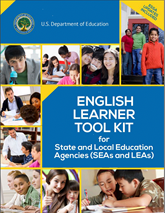 U.S. Department of Education
ENGLISH
LEARNER
TOOL KIT
for
State and Local Education
Agencies (SEAs and LEAs)